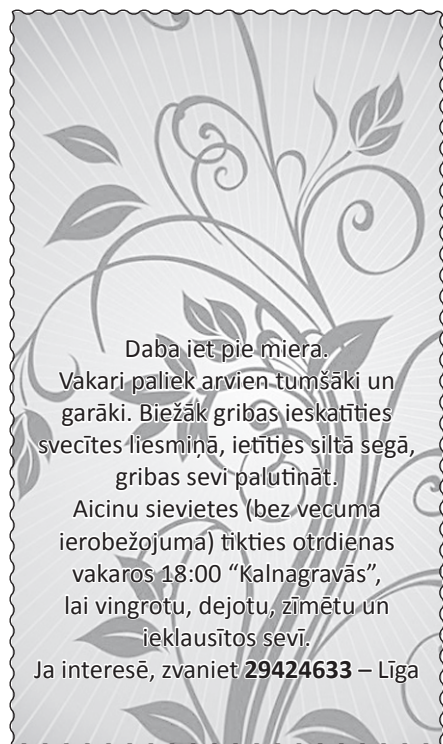 Daba iet pie miera.
Vakari paliek arvien tumšāki un
garāki. Biežāk gribas ieskatīties
svecītes liesmiņā, ietīties siltā segā,
gribas sevi palutināt.
Aicinu sievietes (bez vecuma
ierobežojuma) tikties otrdienas
vakaros 18:00 “Kalnagravās”,
lai vingrotu, dejotu, zīmētu un
ieklausītos sevī.
Ja interesē, zvaniet 29424633 – Līga